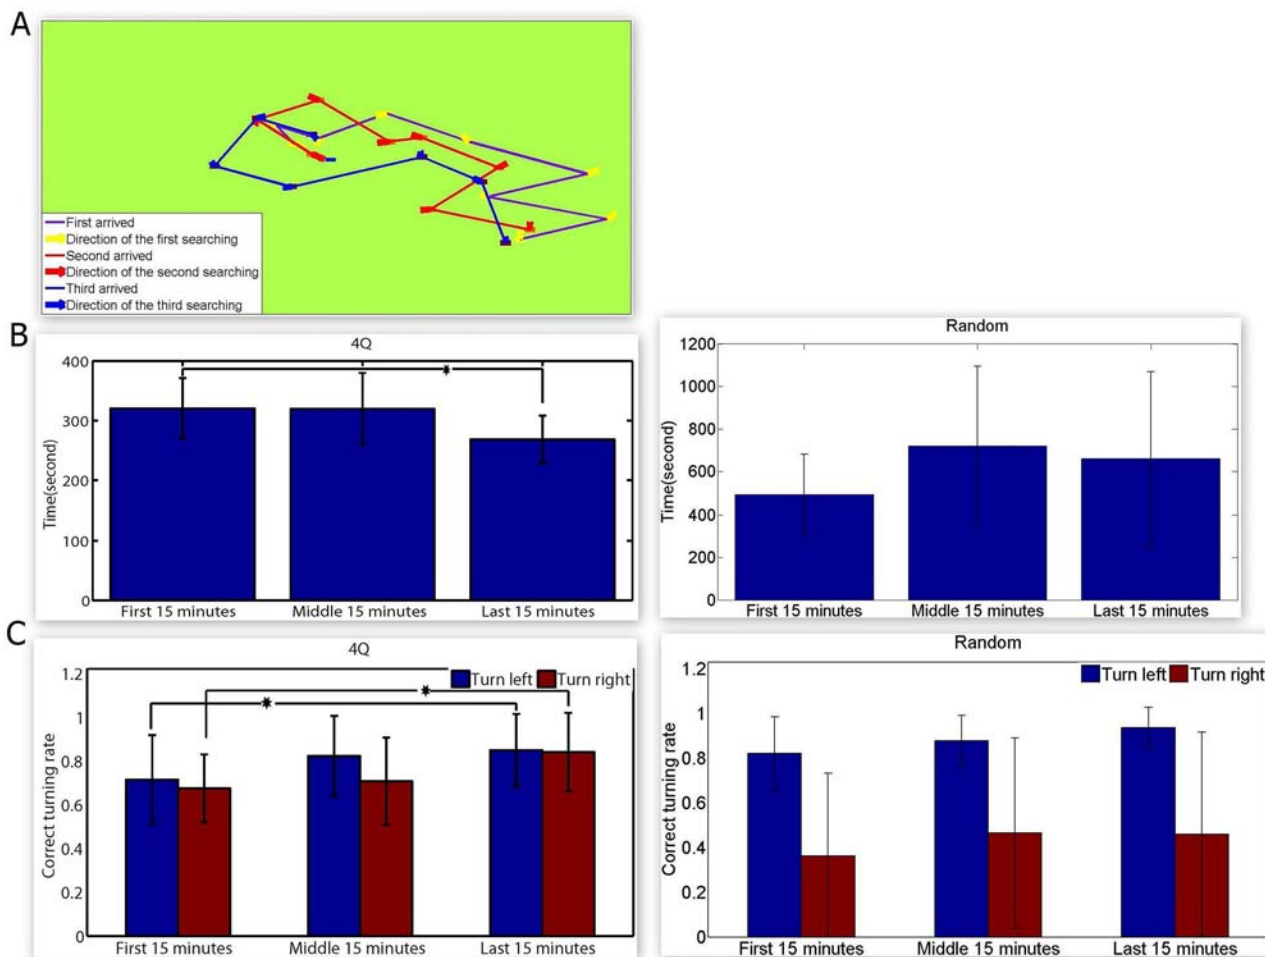 A
First arrived
Direction of the first searching
Second arrived
Direction of the second searching
Third arrived
Direction of the third searching
B
4Q
Time(second)
400
300
200
100
0
First 15 minutes Middle 15 minutes Last 15 minutes
Random
Time(second)
1200
1000
800
600
400
200
0
First 15 minutes Middle 15 minutes Last 15 minutes
C
4Q
Turn left Turn right
Correct turning rate
1.2
1
0.8
0.6
0.4
0.2
0
First 15 minutes Middle 15 minutes Last 15 minutes
Random
Turn left Turn right
Correct turning rate
1.2
1
0.8
0.6
0.4
0.2
0
First 15 minutes Middle 15 minutes Last 15 minutes